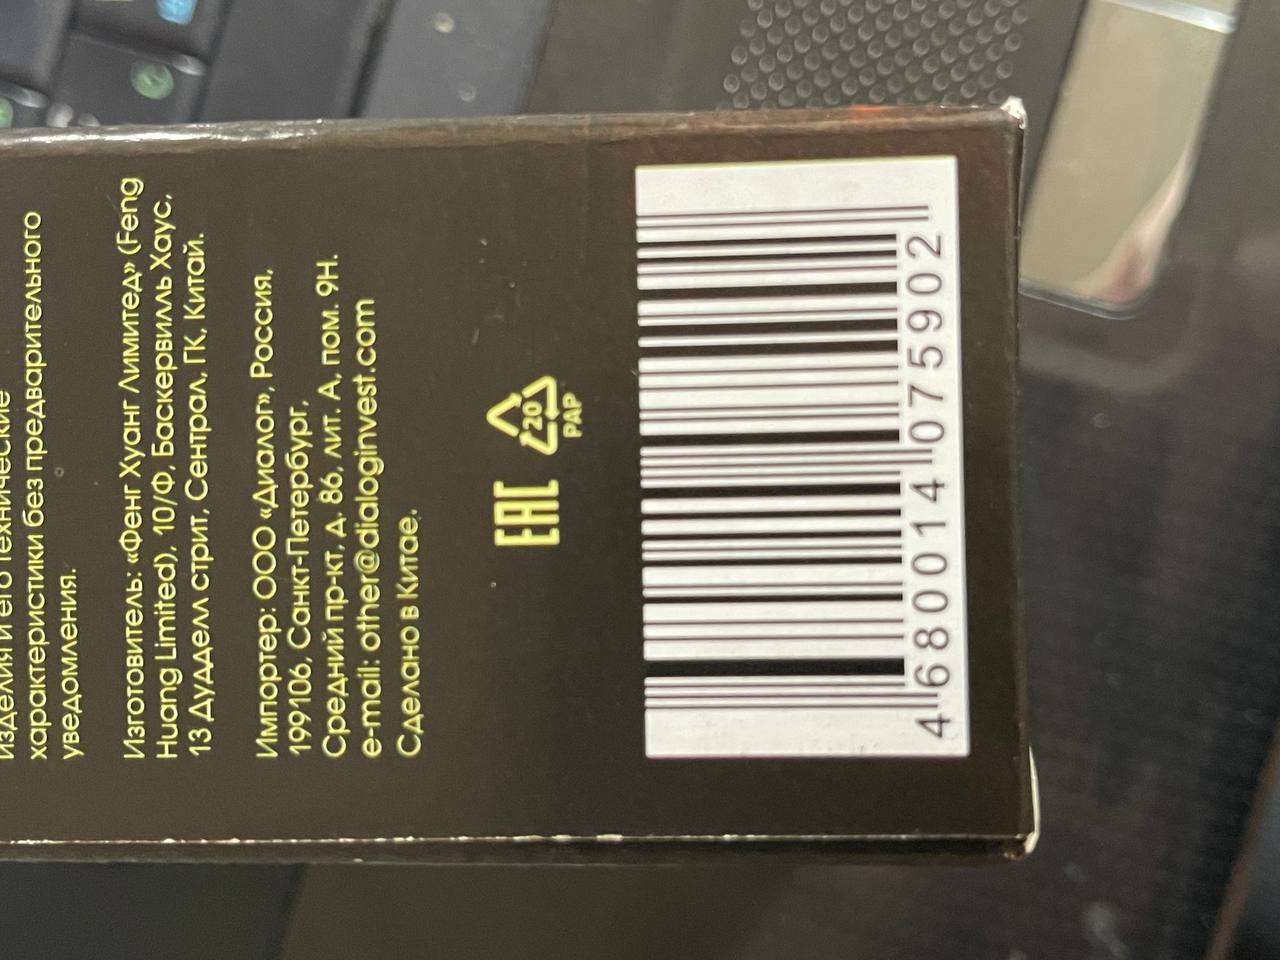 изделия и его технические
характеристики без предварительного
уведомления.
Изготовитель: «Фенг Хуанг Лимитед» (Feng
Huang Limited), 10/Ф, Баскервилль Хаус,
13 Дудделл стрит, Сентрал, ГК, Китай.
Импортер: ООО «Диалог», Россия,
199106, Санкт-Петербург,
Средний пр-кт, д. 86, лит. А, пом. 9Н.
e-mail: other@dialoginvest.com
Сделано в Китае.
EAC
20
PAP
4 680014 075902